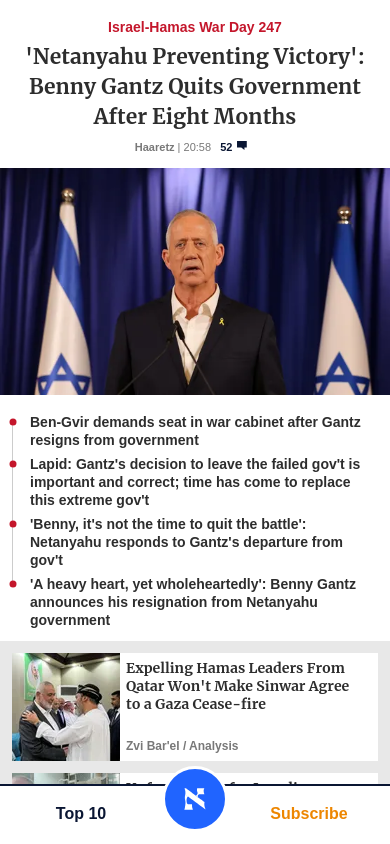 Israel-Hamas War Day 247
'Netanyahu Preventing Victory':
Benny Gantz Quits Government
After Eight Months
Haaretz | 20:58 52
Ben-Gvir demands seat in war cabinet after Gantz
resigns from government
Lapid: Gantz's decision to leave the failed gov't is
important and correct; time has come to replace
this extreme gov't
'Benny, it's not the time to quit the battle':
Netanyahu responds to Gantz's departure from
gov't
'A heavy heart, yet wholeheartedly': Benny Gantz
announces his resignation from Netanyahu
government
Expelling Hamas Leaders From
Qatar Won't Make Sinwar Agree
to a Gaza Cease-fire
Zvi Bar'el / Analysis
Top 10
Subscribe